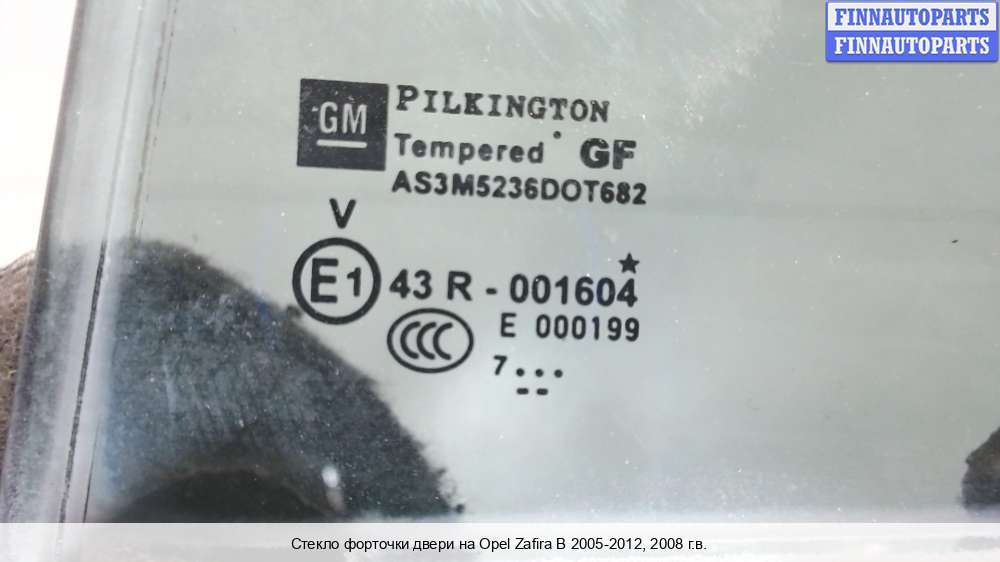 FINNAUTOPARTS
FINNAUTOPARTS
GM
PILKINGTON
Tempered GF
AS3M5236DOT682
V
E1 43 R - 001604
CCC E 000199
7...
--
Стекло форточки двери на Opel Zafira B 2005-2012, 2008 г.в.